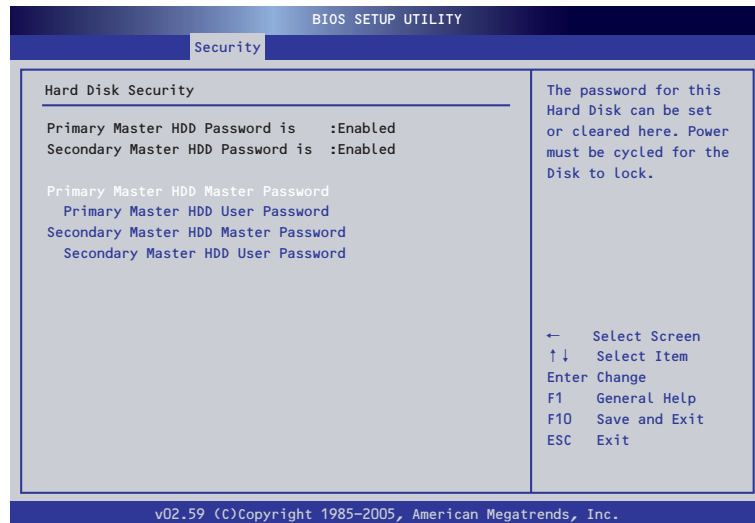 BIOS SETUP UTILITY
Security
Hard Disk Security
Primary Master HDD Password is :Enabled
Secondary Master HDD Password is :Enabled
Primary Master HDD Master Password
Primary Master HDD User Password
Secondary Master HDD Master Password
Secondary Master HDD User Password
The password for this
Hard Disk can be set
or cleared here. Power
must be cycled for the
Disk to lock.
← Select Screen
↑↓ Select Item
Enter Change
F1 General Help
F10 Save and Exit
ESC Exit
v02.59 (C)Copyright 1985-2005, American Megatrends, Inc.